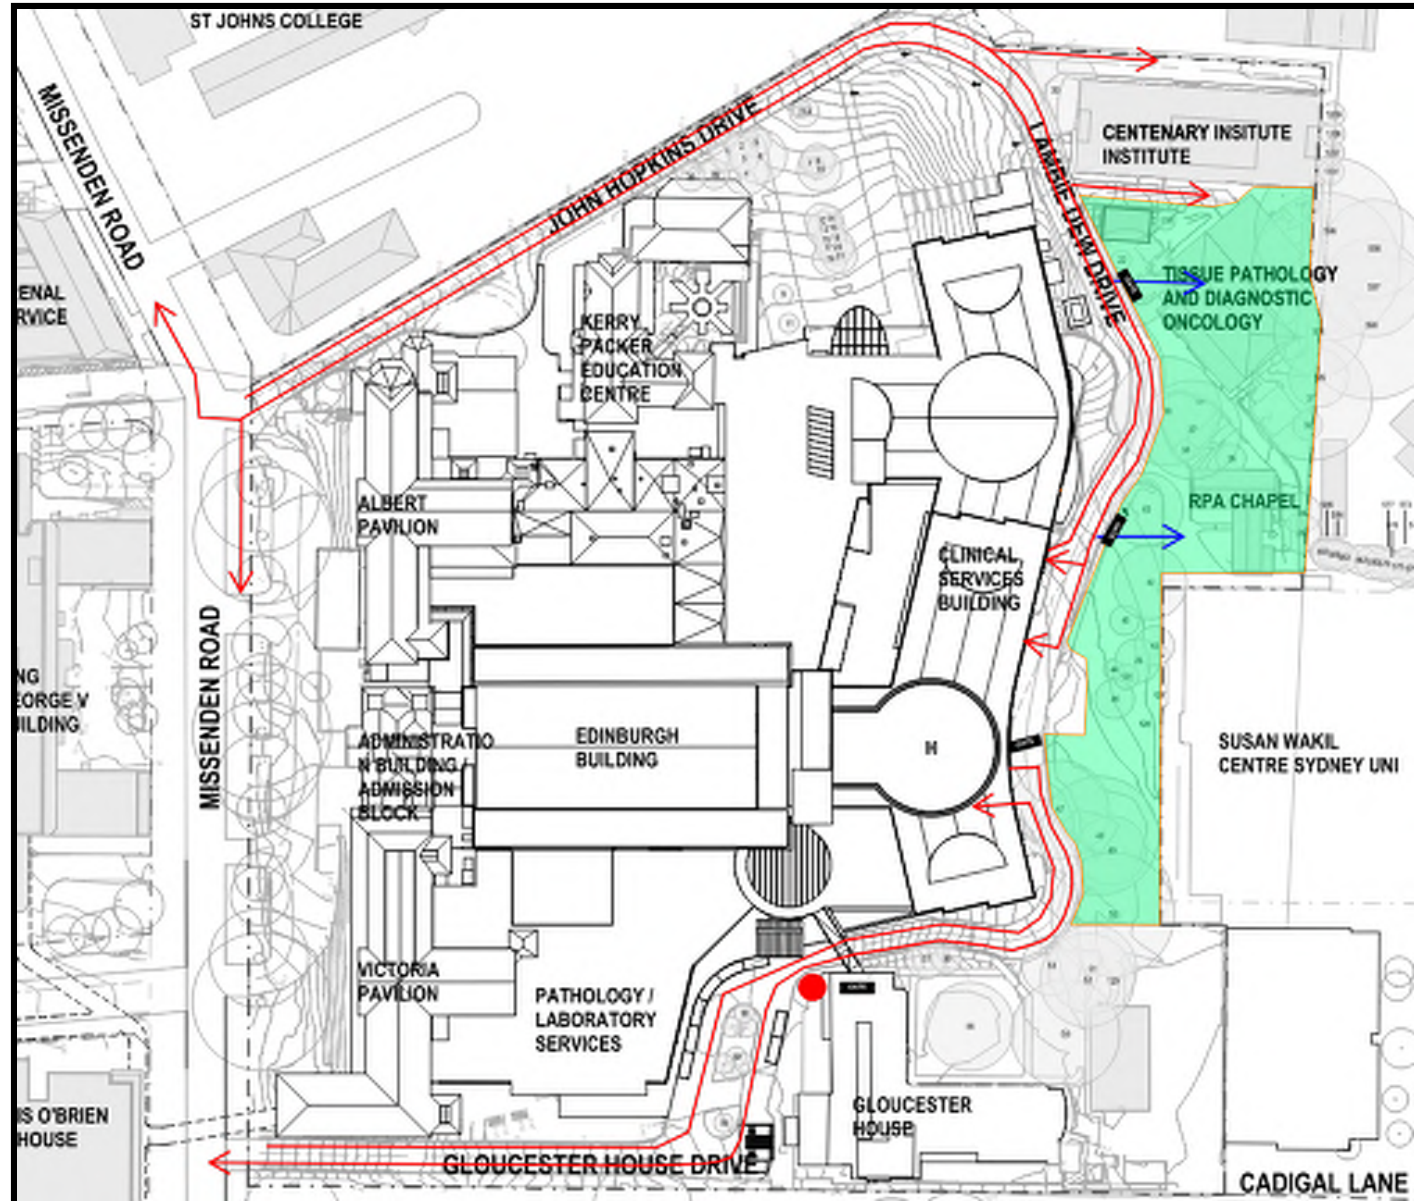 ST JOHNS COLLEGE
MISSENDEN ROAD
JOHN HOPKINS DRIVE
LAMBIE DEW DRIVE
CENTENARY INSITUTE
INSTITUTE
TISSUE PATHOLOGY
AND DIAGNOSTIC
ONCOLOGY
ENAL
RVICE
KERRY
PACKER
EDUCATION
CENTRE
ALBERT
PAVILION
RPA CHAPEL
CLINICAL
SERVICES
BUILDING
MISSENDEN ROAD
NG
EORGE V
ILDING
ADMINISTRATIO
N BUILDING /
ADMISSION
BLOCK
EDINBURGH
BUILDING
H
SUSAN WAKIL
CENTRE SYDNEY UNI
VICTORIA
PAVILION
PATHOLOGY /
LABORATORY
SERVICES
GLOUCESTER
HOUSE
IS O'BRIEN
HOUSE
GLOUCESTER HOUSE DRIVE
CADIGAL LANE